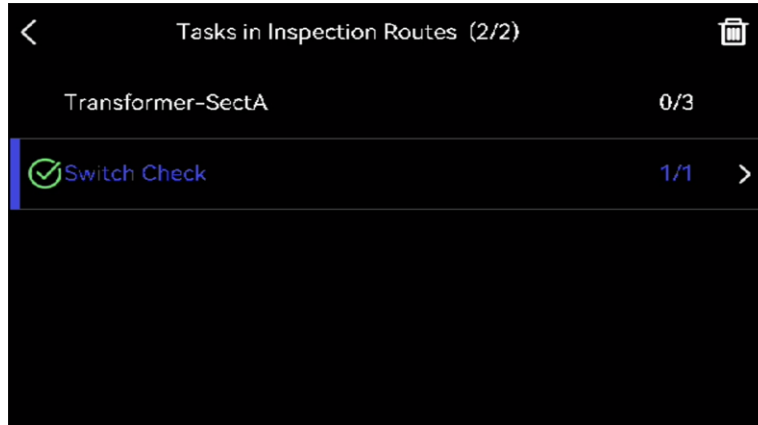 Tasks in Inspection Routes (2/2)
Transformer-SectA 0/3
Switch Check 1/1